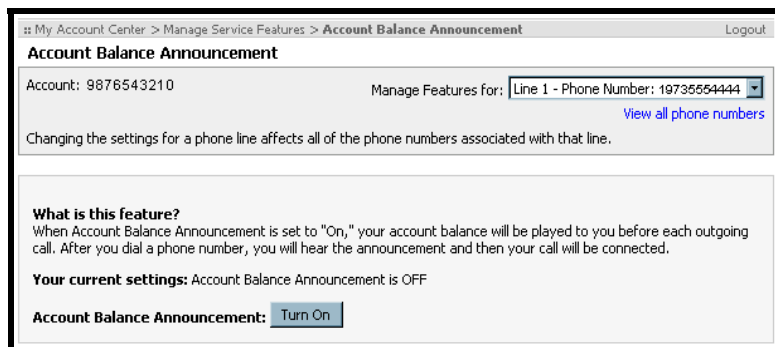 :: My Account Center > Manage Service Features > Account Balance Announcement Logout
Account Balance Announcement
Account: 9876543210 Manage Features for: Line 1 - Phone Number: 19735554444
View all phone numbers
Changing the settings for a phone line affects all of the phone numbers associated with that line.
What is this feature?
When Account Balance Announcement is set to "On," your account balance will be played to you before each outgoing
call. After you dial a phone number, you will hear the announcement and then your call will be connected.
Your current settings: Account Balance Announcement is OFF
Account Balance Announcement: Turn On